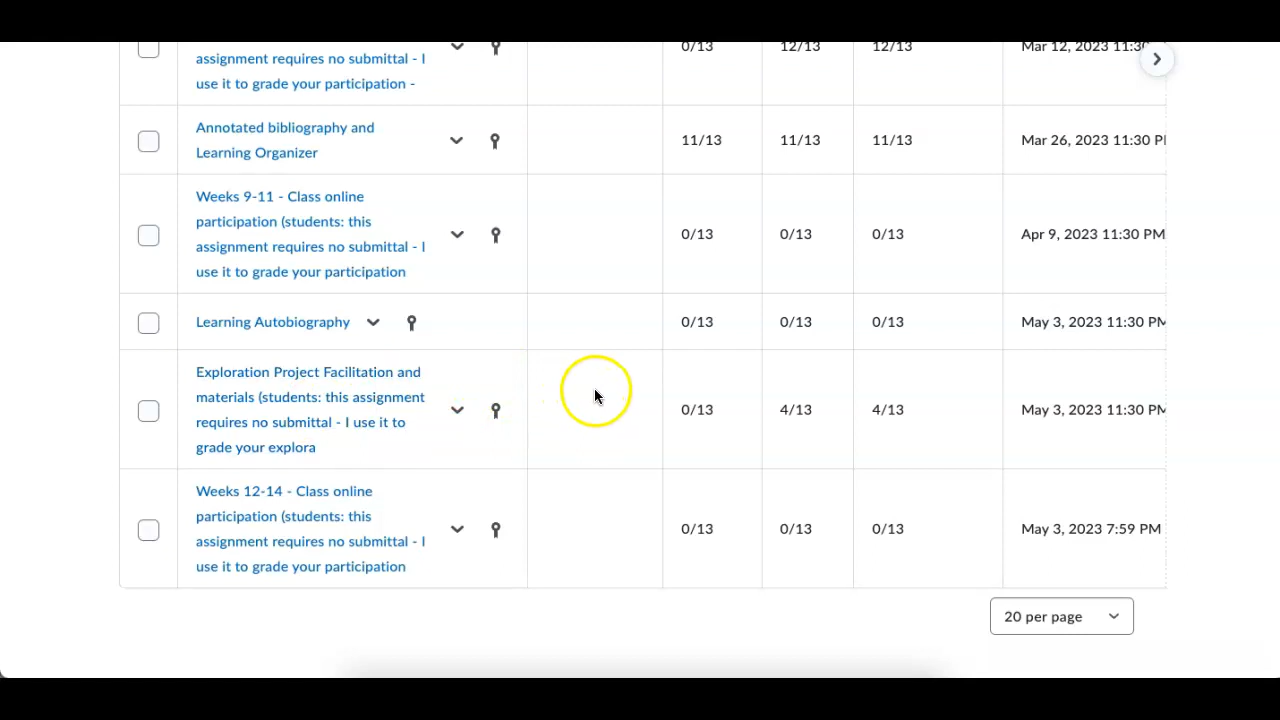 assignment requires no submittal - I
use it to grade your participation -
0/13 12/13 12/13 Mar 12, 2023 11:30
Annotated bibliography and
Learning Organizer
11/13 11/13 11/13 Mar 26, 2023 11:30 P
Weeks 9-11 - Class online
participation (students: this
assignment requires no submittal - I
use it to grade your participation
0/13 0/13 0/13 Apr 9, 2023 11:30 PM
Learning Autobiography 0/13 0/13 0/13 May 3, 2023 11:30 PM
Exploration Project Facilitation and
materials (students: this assignment
requires no submittal - I use it to
grade your explora
0/13 4/13 4/13 May 3, 2023 11:30 PM
Weeks 12-14 - Class online
participation (students: this
assignment requires no submittal - I
use it to grade your participation
0/13 0/13 0/13 May 3, 2023 7:59 PM
20 per page